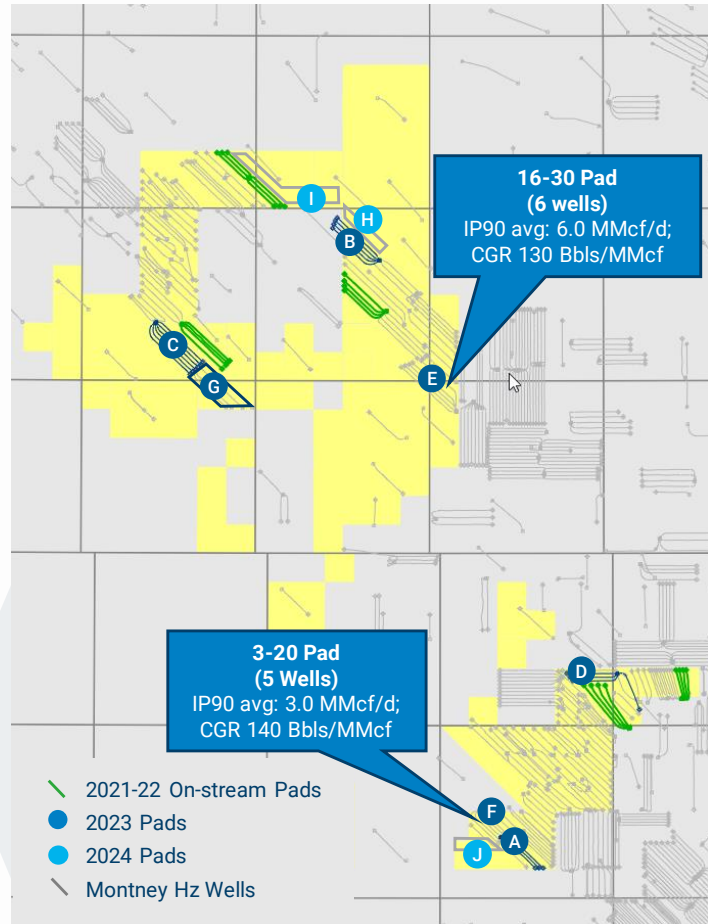 I
H
B
16-30 Pad
(6 wells)
IP90 avg: 6.0 MMcf/d;
CGR 130 Bbls/MMcf
C
G
E
3-20 Pad
(5 Wells)
IP90 avg: 3.0 MMcf/d;
CGR 140 Bbls/MMcf
D
F
A
J
2021-22 On-stream Pads
2023 Pads
2024 Pads
Montney Hz Wells